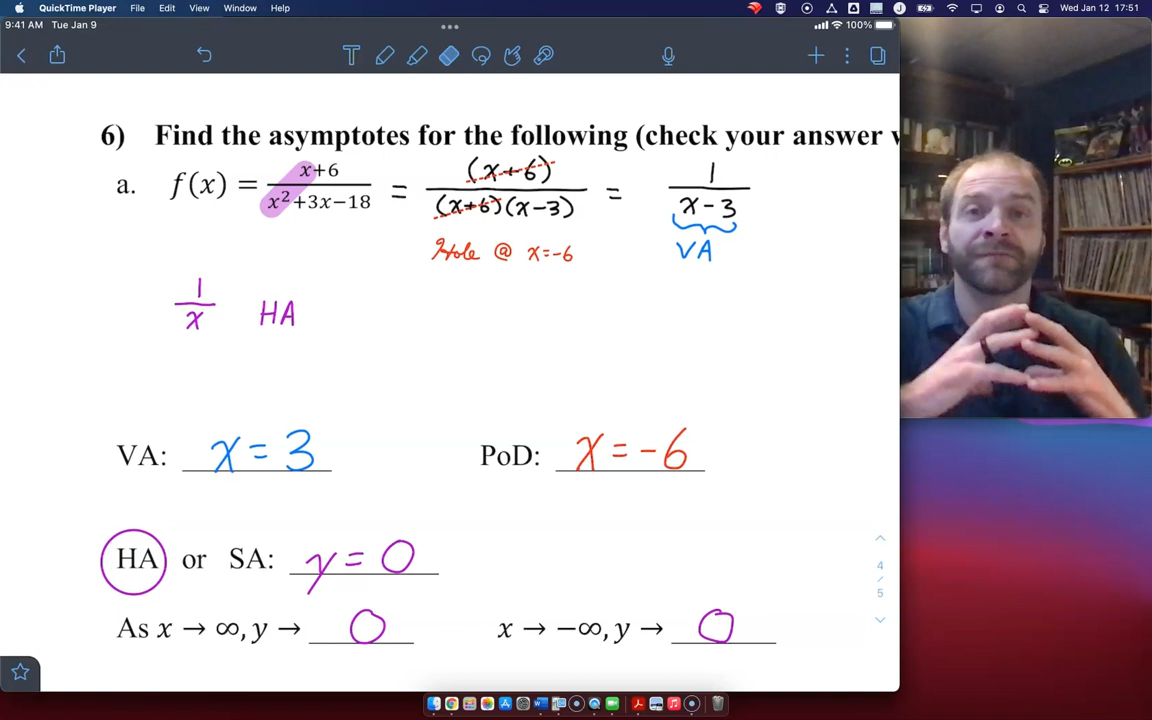 QuickTime Player File Edit View Window Help Wed Jan 12 17:51
9:41 AM Tue Jan 9 100%
6) Find the asymptotes for the following (check your answer
a. f(x) = x+6 / x²+3x−18 = (x+6) / (x+6)(x−3) = 1 / x−3
Hole @ x=-6 VA
1/x HA
VA: x = 3 PoD: x = -6
HA or SA: y = 0
As x → ∞, y → 0 x → −∞, y → 0
4
/
5